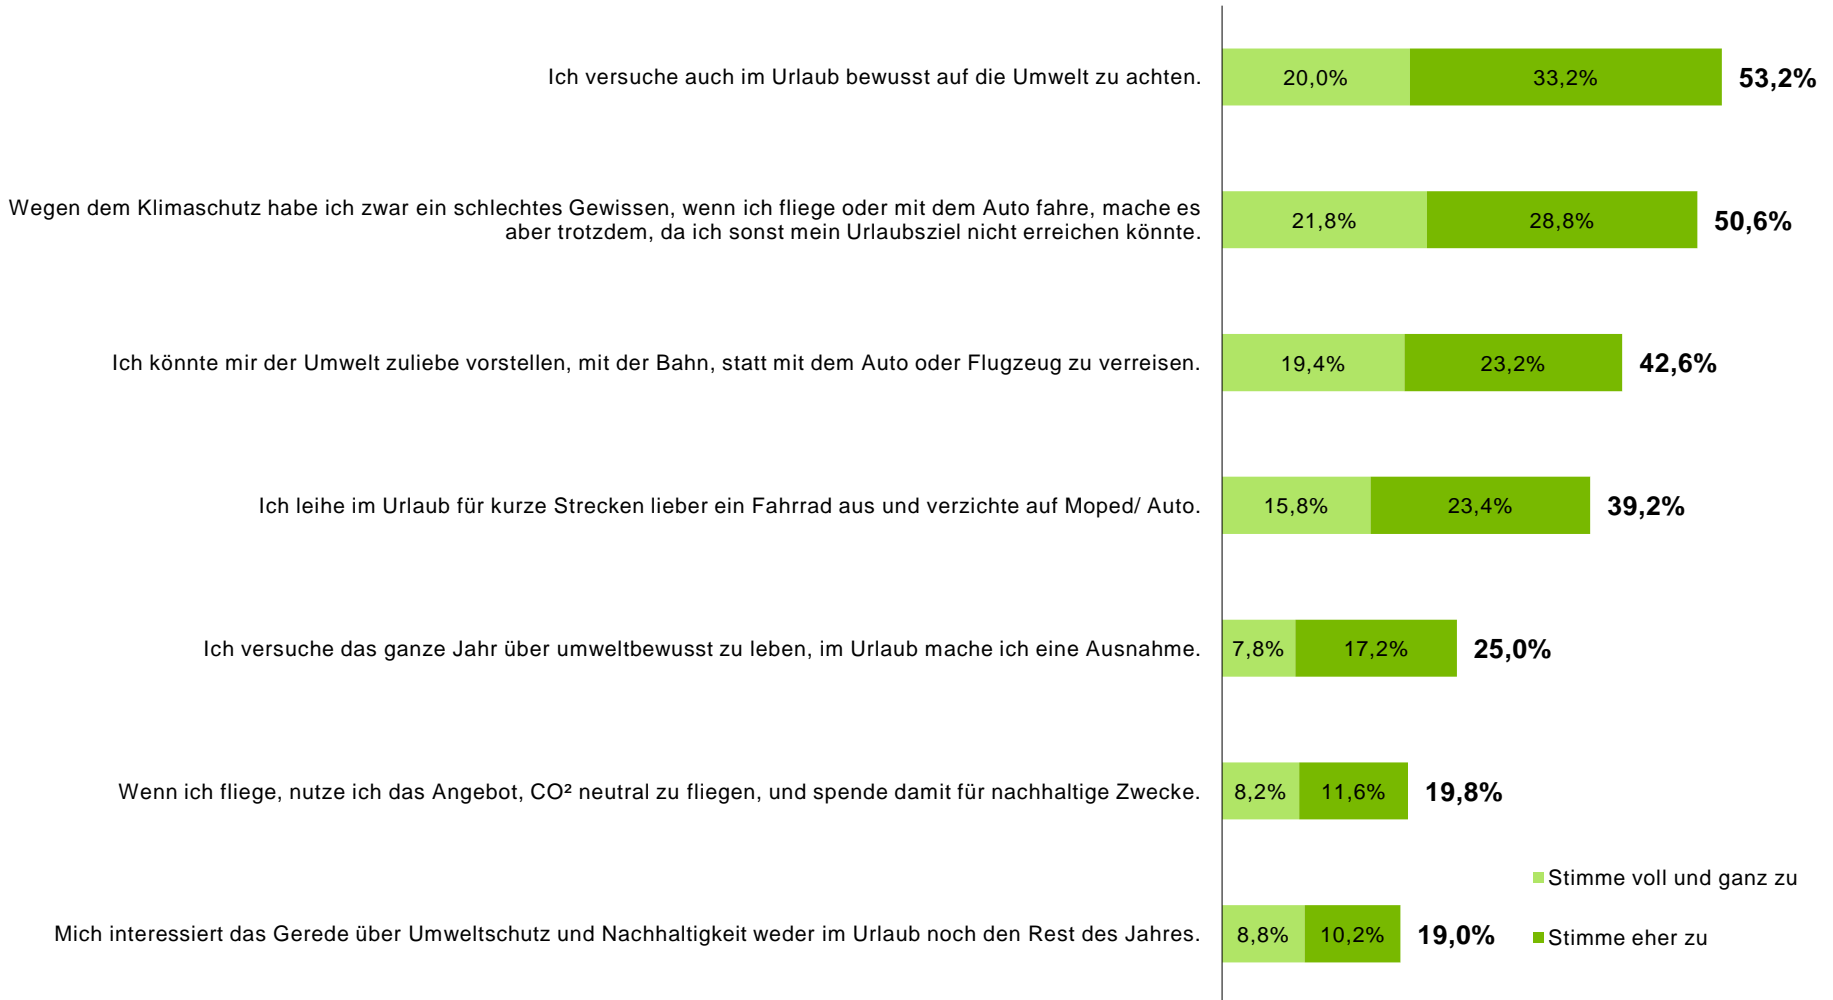 Ich versuche auch im Urlaub bewusst auf die Umwelt zu achten.
20,0% 33,2% 53,2%
Wegen dem Klimaschutz habe ich zwar ein schlechtes Gewissen, wenn ich fliege oder mit dem Auto fahre, mache es
aber trotzdem, da ich sonst mein Urlaubsziel nicht erreichen könnte.
21,8% 28,8% 50,6%
Ich könnte mir der Umwelt zuliebe vorstellen, mit der Bahn, statt mit dem Auto oder Flugzeug zu verreisen.
19,4% 23,2% 42,6%
Ich leihe im Urlaub für kurze Strecken lieber ein Fahrrad aus und verzichte auf Moped/ Auto.
15,8% 23,4% 39,2%
Ich versuche das ganze Jahr über umweltbewusst zu leben, im Urlaub mache ich eine Ausnahme.
7,8% 17,2% 25,0%
Wenn ich fliege, nutze ich das Angebot, CO² neutral zu fliegen, und spende damit für nachhaltige Zwecke.
8,2% 11,6% 19,8%
Mich interessiert das Gerede über Umweltschutz und Nachhaltigkeit weder im Urlaub noch den Rest des Jahres.
8,8% 10,2% 19,0%
Stimme voll und ganz zu
Stimme eher zu